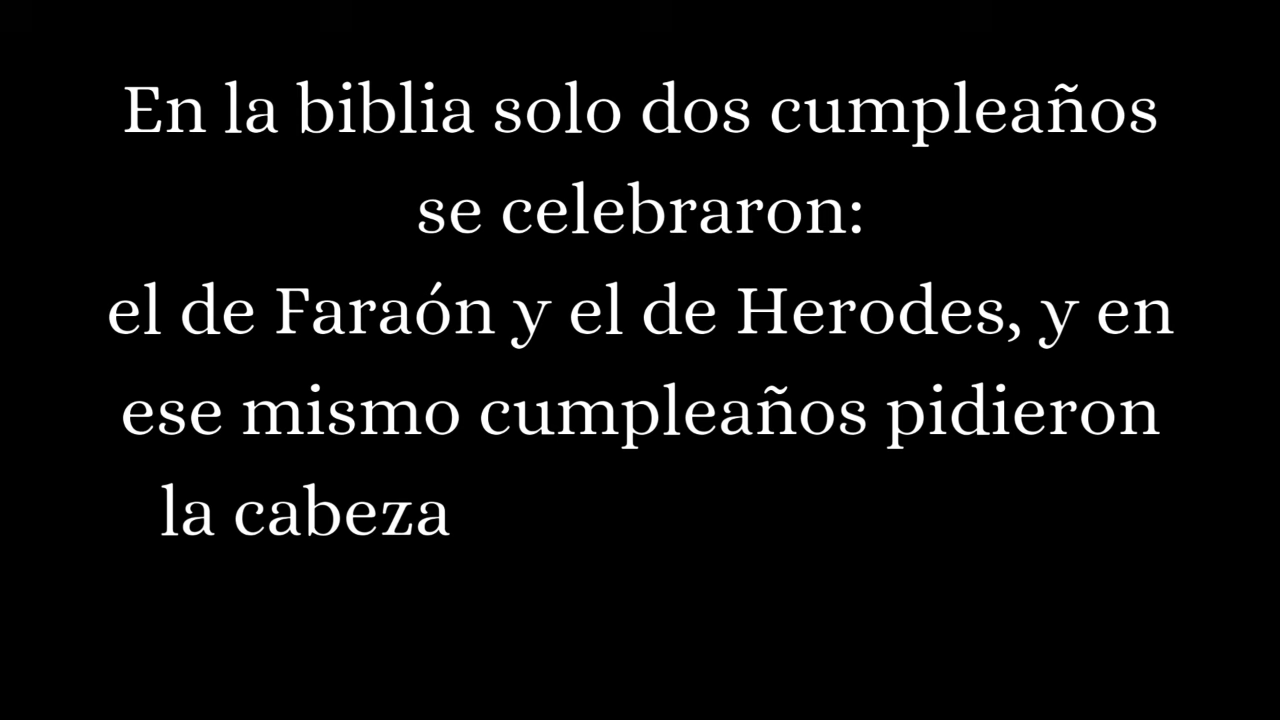 En la biblia solo dos cumpleaños
se celebraron:
el de Faraón y el de Herodes, y en
ese mismo cumpleaños pidieron
la cabeza